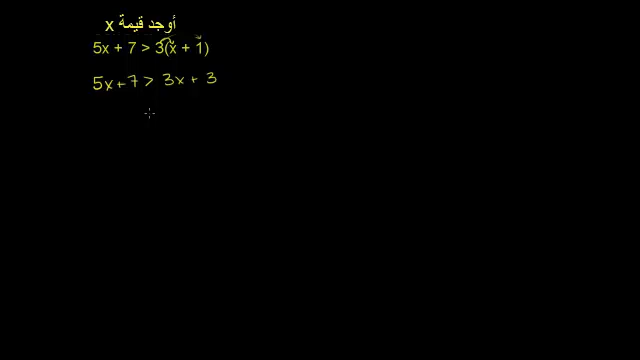 أوجد قيمة x
5x + 7 > 3(x + 1)
5x + 7 > 3x + 3